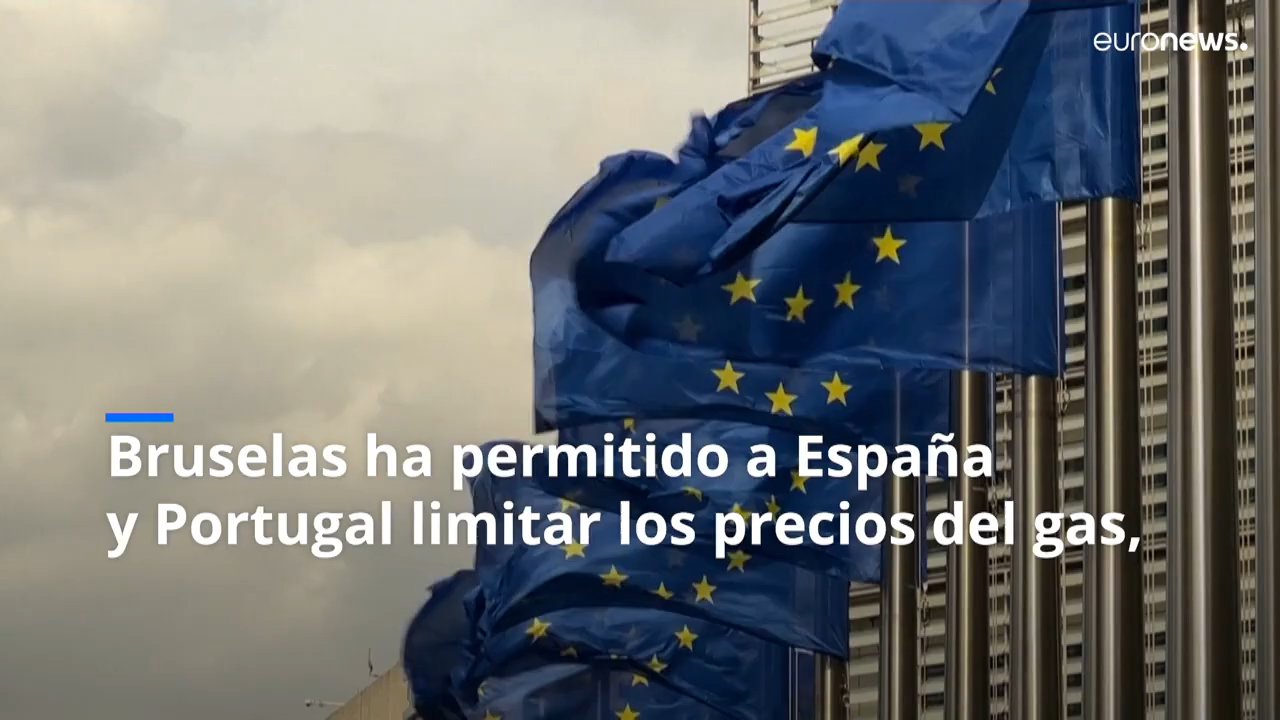 euronews.
Bruselas ha permitido a España
y Portugal limitar los precios del gas,